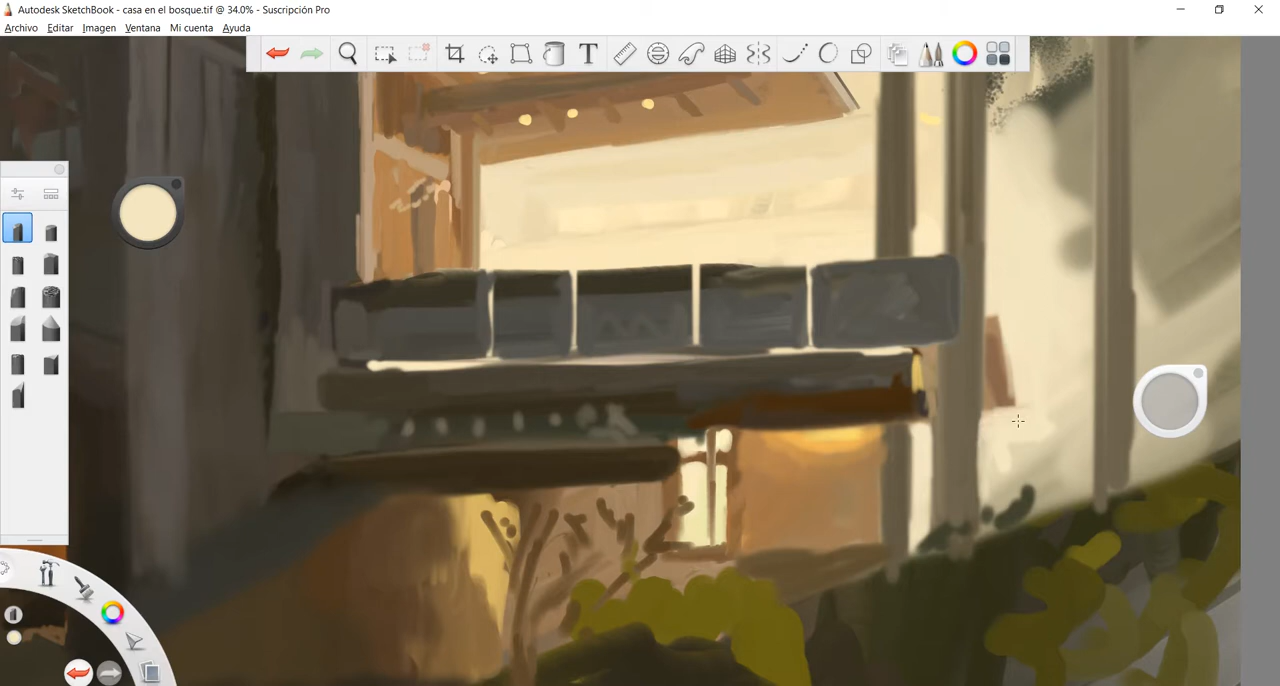 Autodesk SketchBook - casa en el bosque.tif @ 34.0% - Suscripción Pro
Archivo Editar Imagen Ventana Mi cuenta Ayuda
T